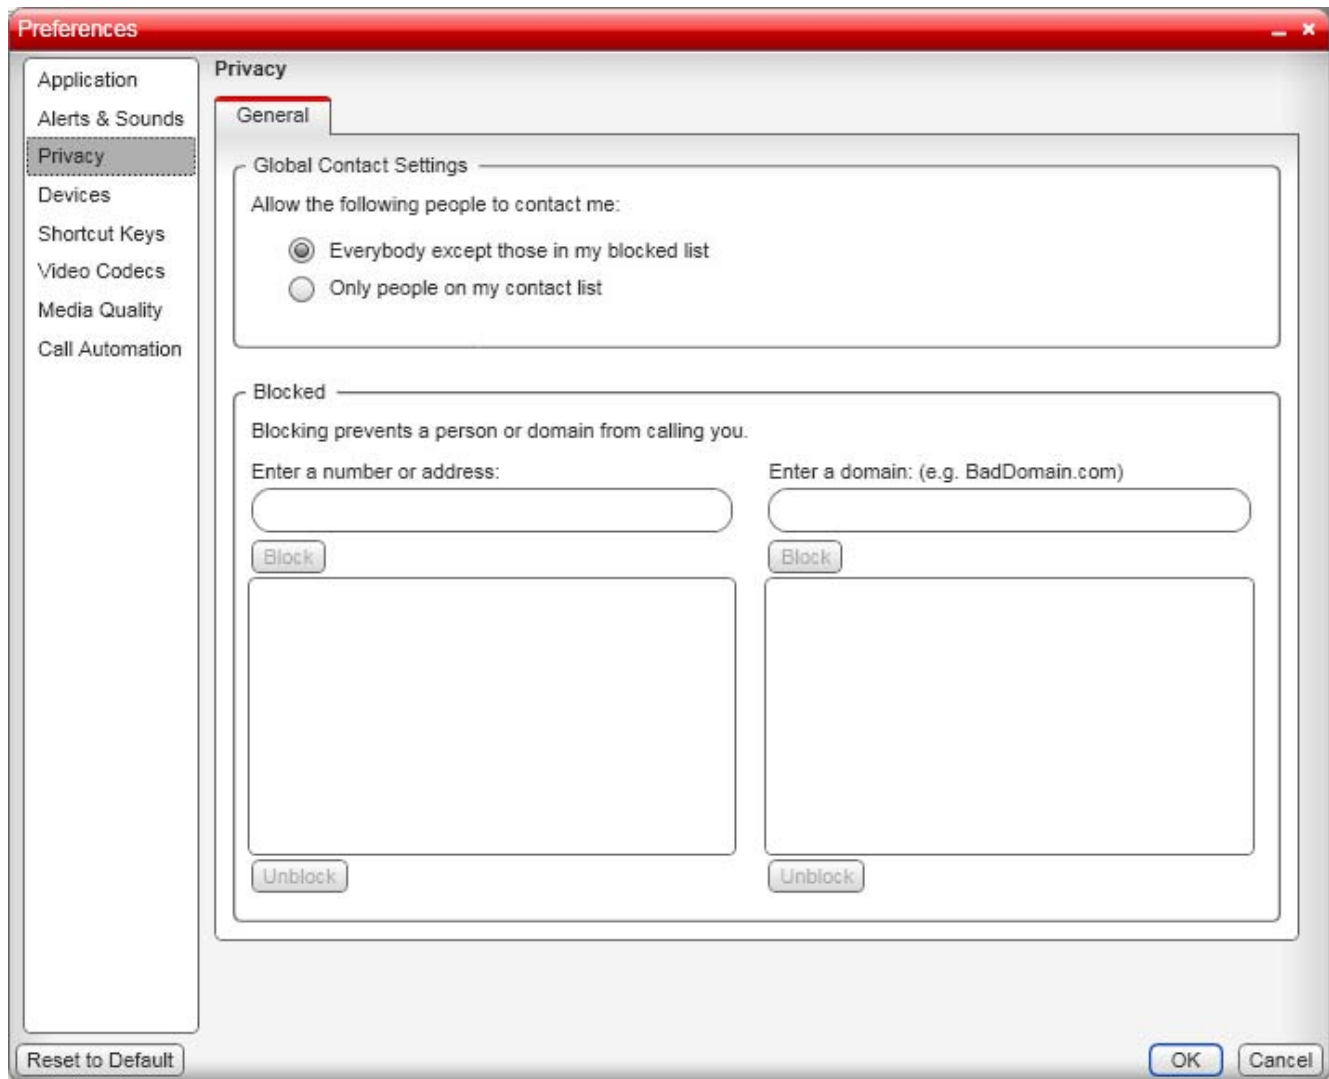 Preferences
Application
Alerts & Sounds
Privacy
Devices
Shortcut Keys
Video Codecs
Media Quality
Call Automation
Privacy
General
Global Contact Settings
Allow the following people to contact me:
Everybody except those in my blocked list
Only people on my contact list
Blocked
Blocking prevents a person or domain from calling you.
Enter a number or address:
Block
Unblock
Enter a domain: (e.g. BadDomain.com)
Block
Unblock
Reset to Default
OK
Cancel